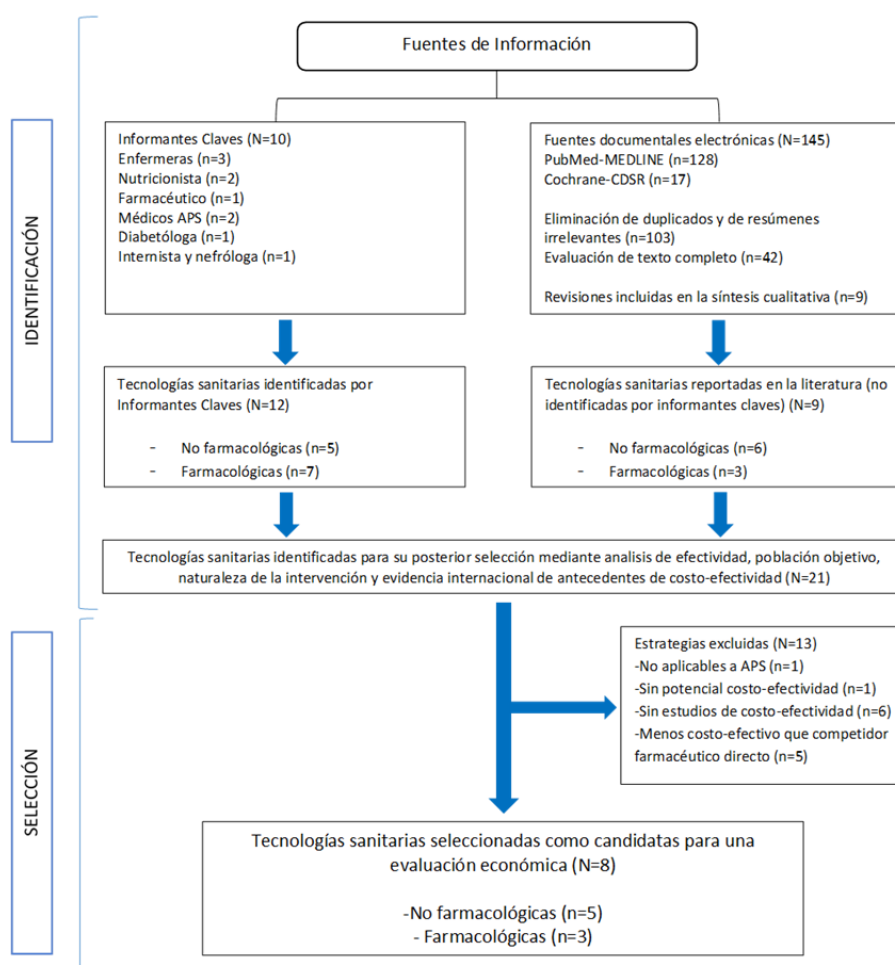 Fuentes de Información
IDENTIFICACIÓN
Informantes Claves (N=10)
Enfermeras (n=3)
Nutricionista (n=2)
Farmacéutico (n=1)
Médicos APS (n=2)
Diabetóloga (n=1)
Internista y nefróloga (n=1)
Fuentes documentales electrónicas (N=145)
PubMed-MEDLINE (n=128)
Cochrane-CDSR (n=17)
Eliminación de duplicados y de resúmenes
irrelevantes (n=103)
Evaluación de texto completo (n=42)
Revisiones incluidas en la síntesis cualitativa (n=9)
Tecnologías sanitarias identificadas por
Informantes Claves (N=12)
- No farmacológicas (n=5)
- Farmacológicas (n=7)
Tecnologías sanitarias reportadas en la literatura (no
identificadas por informantes claves) (N=9)
- No farmacológicas (n=6)
- Farmacológicas (n=3)
Tecnologías sanitarias identificadas para su posterior selección mediante analisis de efectividad, población objetivo,
naturaleza de la intervención y evidencia internacional de antecedentes de costo-efectividad (N=21)
SELECCIÓN
Estrategias excluidas (N=13)
-No aplicables a APS (n=1)
-Sin potencial costo-efectividad (n=1)
-Sin estudios de costo-efectividad (n=6)
-Menos costo-efectivo que competidor
farmacéutico directo (n=5)
Tecnologías sanitarias seleccionadas como candidatas para una
evaluación económica (N=8)
-No farmacológicas (n=5)
- Farmacológicas (n=3)